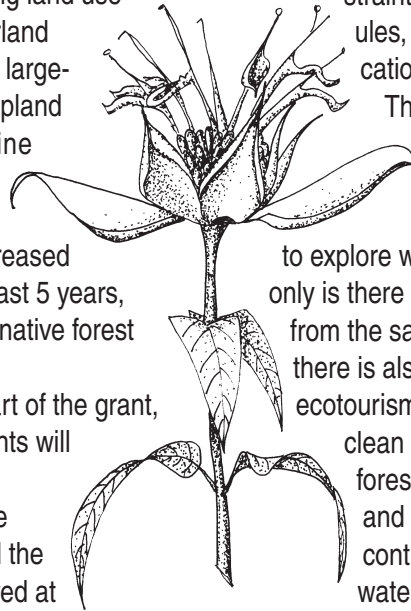 g land use
rland
large-
pland
ine
reased
ast 5 years,
native forest
rt of the grant,
nts will
e
the
ed at
straint
ules,
catio
Th
to explore w
only is there
from the sa
there is als
ecotourism
clean
fores
and
cont
wate